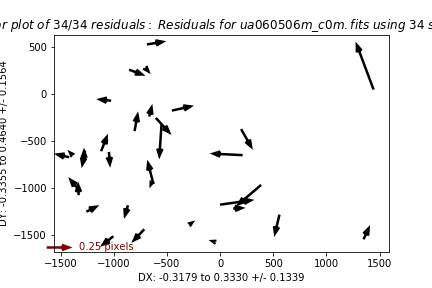 or plot of 34/34 residuals: Residuals for ua060506m_c0m.fits using 34 s
DY: -0.3355 to 0.4640 +/- 0.1564
500
0
−500
−1000
−1500
0.25 pixels
−1500 −1000 −500 0 500 1000 1500
DX: -0.3179 to 0.3330 +/- 0.1339